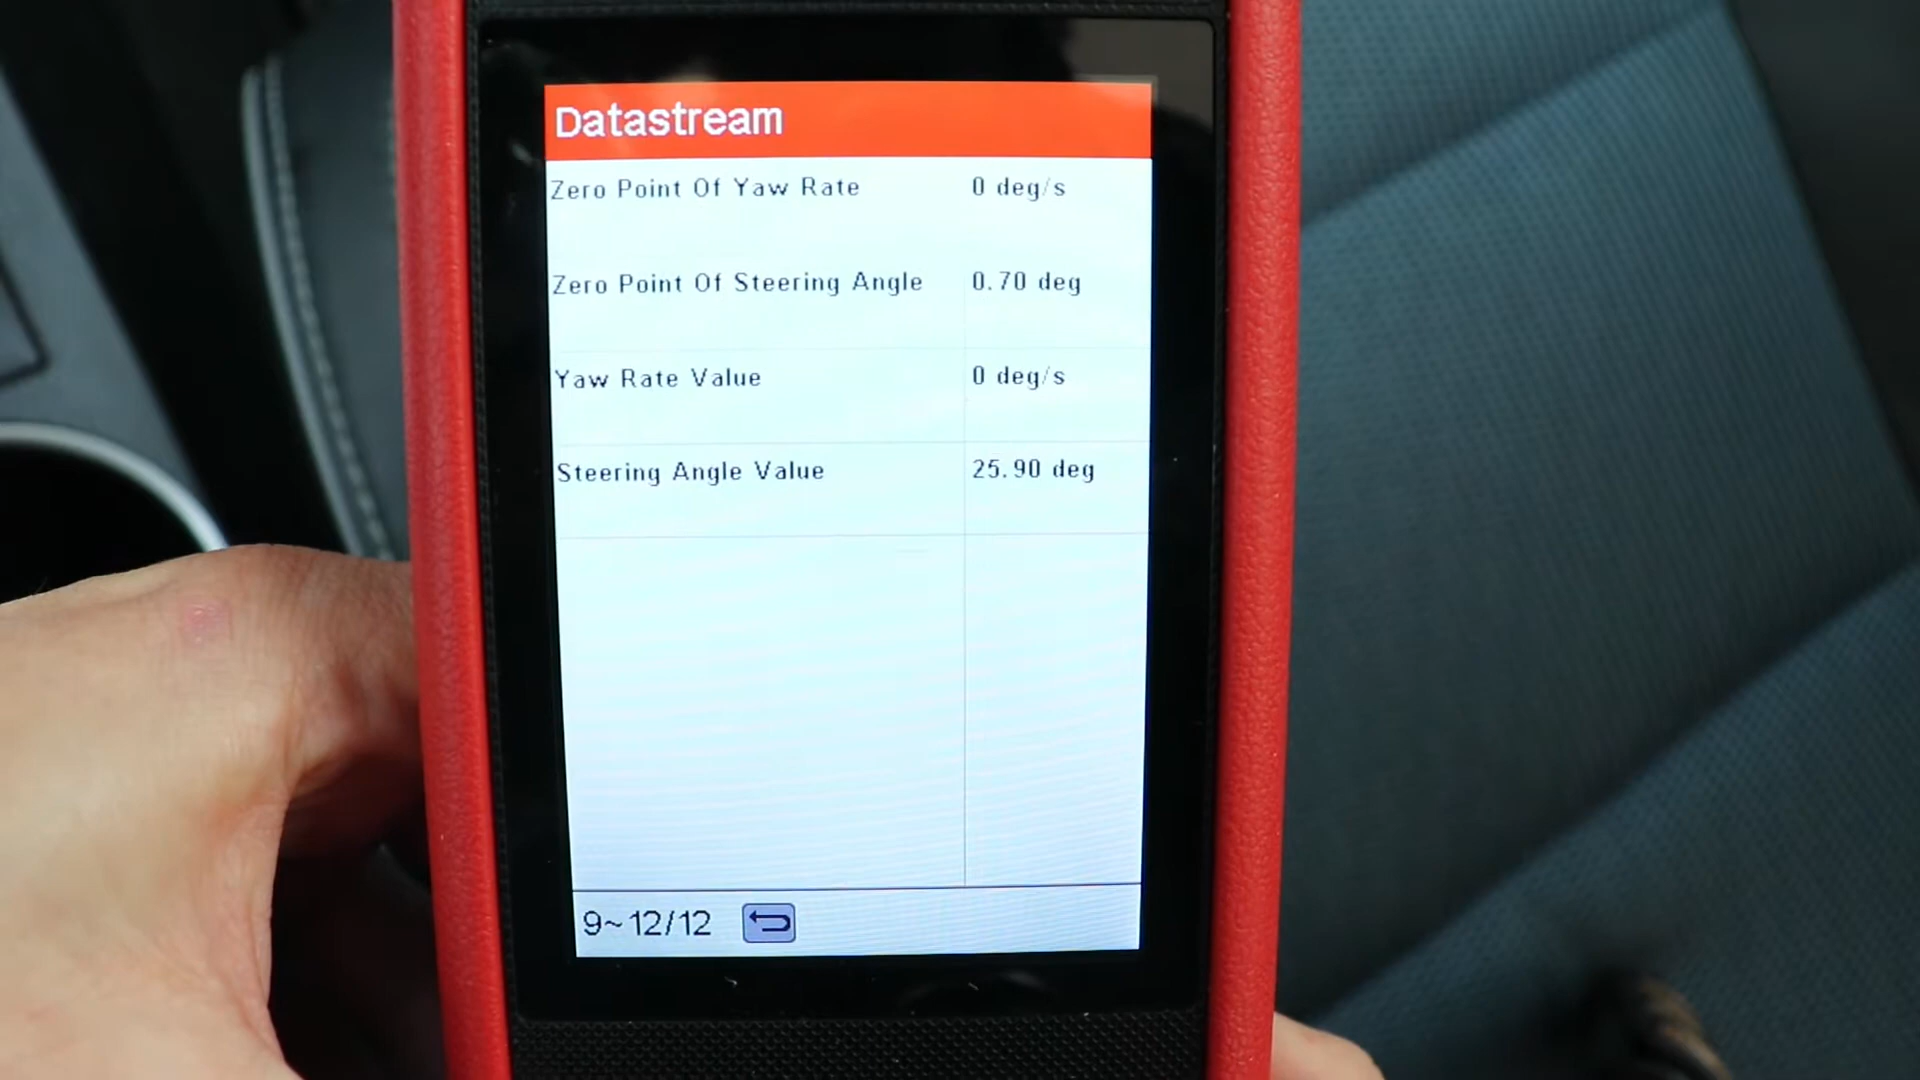 Datastream
Zero Point Of Yaw Rate 0 deg/s
Zero Point Of Steering Angle 0.70 deg
Yaw Rate Value 0 deg/s
Steering Angle Value 25.90 deg
9~12/12